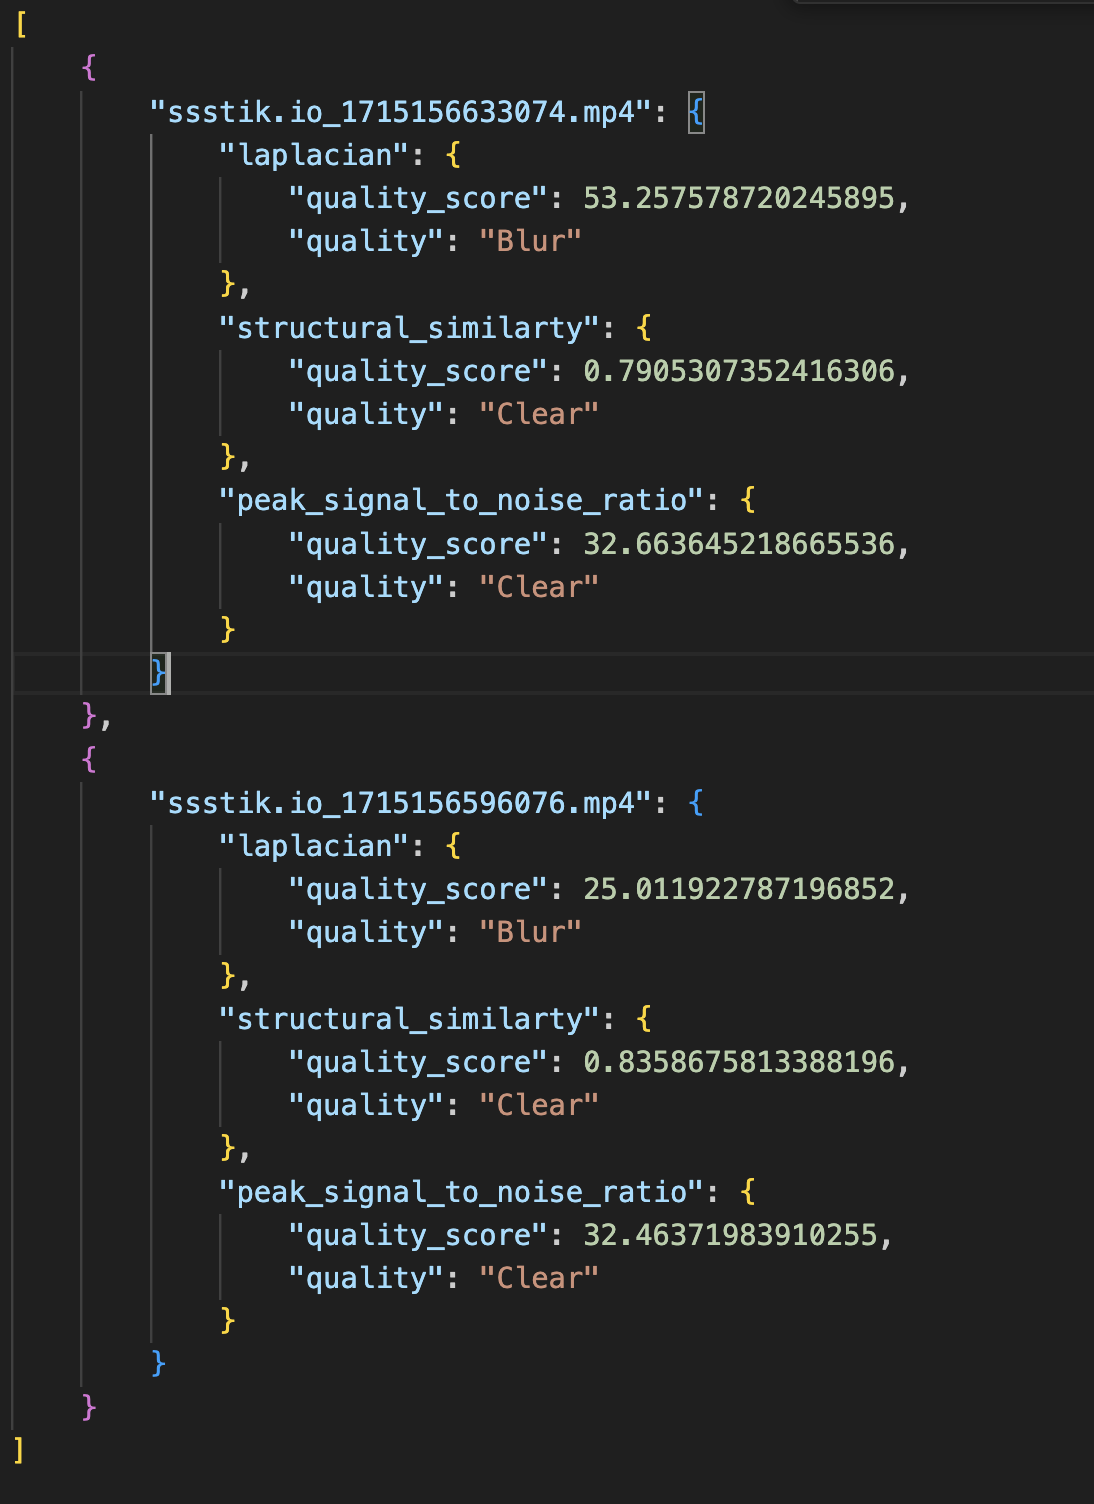 [
    {
        "ssstik.io_1715156633074.mp4": {
            "laplacian": {
                "quality_score": 53.257578720245895,
                "quality": "Blur"
            },
            "structural_similarty": {
                "quality_score": 0.7905307352416306,
                "quality": "Clear"
            },
            "peak_signal_to_noise_ratio": {
                "quality_score": 32.663645218665536,
                "quality": "Clear"
            }
        }
    },
    {
        "ssstik.io_1715156596076.mp4": {
            "laplacian": {
                "quality_score": 25.011922787196852,
                "quality": "Blur"
            },
            "structural_similarty": {
                "quality_score": 0.8358675813388196,
                "quality": "Clear"
            },
            "peak_signal_to_noise_ratio": {
                "quality_score": 32.46371983910255,
                "quality": "Clear"
            }
        }
    }
]